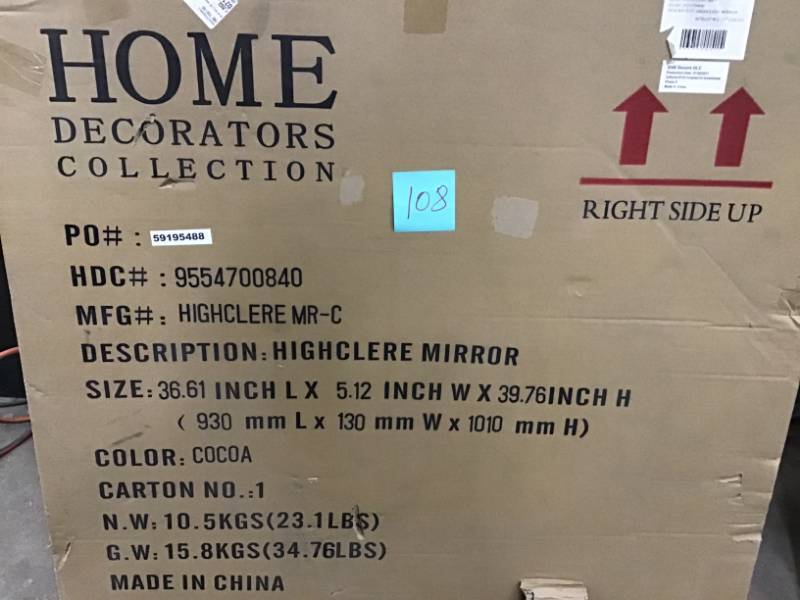 HOME
DECORATORS
COLLECTION
108
RIGHT SIDE UP
PO# : 59195488
HDC# : 9554700840
MFG#: HIGHCLERE MR-C
DESCRIPTION: HIGHCLERE MIRROR
SIZE: 36.61 INCH L X 5.12 INCH W X 39.76INCH H
( 930 mm L x 130 mm W x 1010 mm H)
COLOR: COCOA
CARTON NO.:1
N.W: 10.5KGS(23.1LBS)
G.W: 15.8KGS(34.76LBS)
MADE IN CHINA